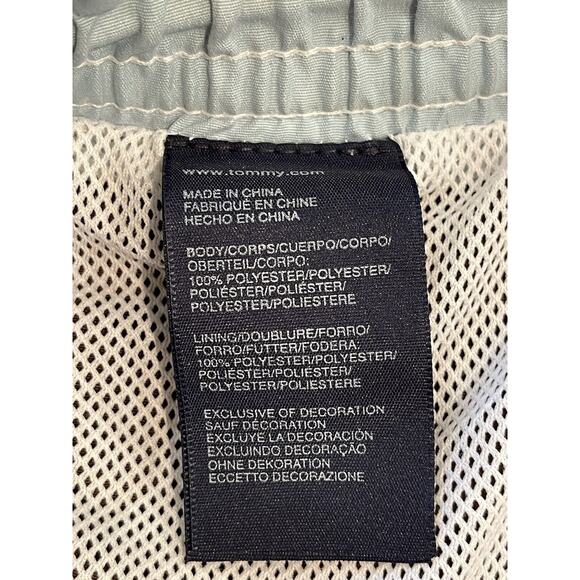 www.tommy.com
MADE IN CHINA
FABRIQUÉ EN CHINE
HECHO EN CHINA
BODY/CORPS/CUERPO/CORPO/
OBERTEIL/CORPO:
100% POLYESTER/POLYESTER/
POLIÉSTER/POLIÉSTER/
POLYESTER/POLIESTERE
LINING/DOUBLURE/FORRO/
FORRO/FUTTER/FODERA:
100% POLYESTER/POLYESTER/
POLIÉSTER/POLIÉSTER/
POLYESTER/POLIESTERE
EXCLUSIVE OF DECORATION
SAUF DÉCORATION
EXCLUYE LA DECORACIÓN
EXCLUINDO DECORAÇÃO
OHNE DEKORATION
ECCETTO DECORAZIONE